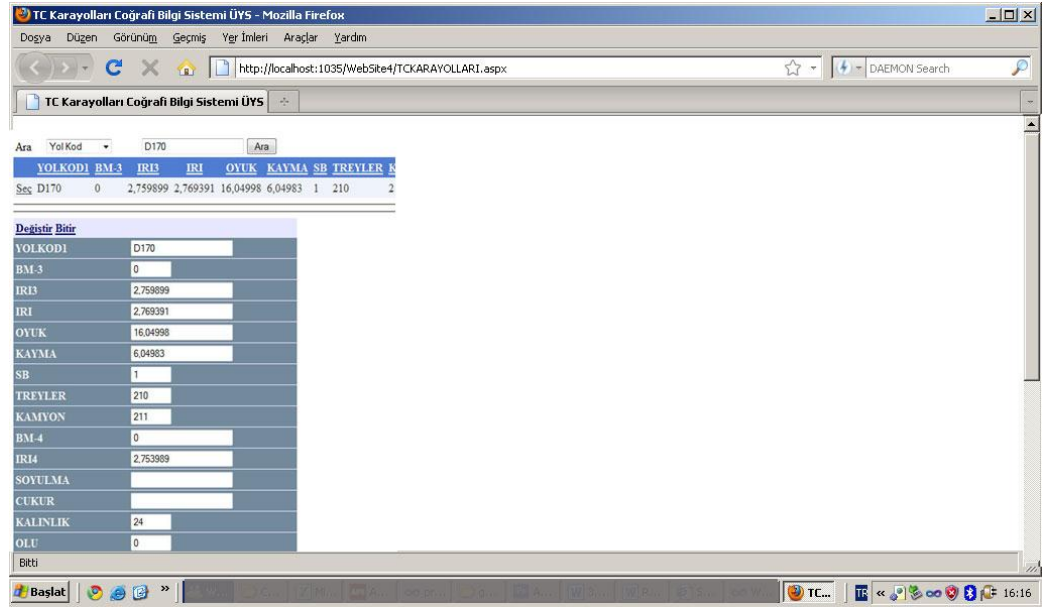 TC Karayolları Coğrafi Bilgi Sistemi ÜYS - Mozilla Firefox
Dosya Düzen Görünüm Geçmiş Yer İmleri Araçlar Yardım
http://localhost:1035/WebSite4/TCKARAYOLLARI.aspx DAEMON Search
TC Karayolları Coğrafi Bilgi Sistemi ÜYS
Ara Yol Kod D170 Ara
YOLKOD1 BM-3 IRI3 IRI OYUK KAYMA SB TREYLER K
Seç D170 0 2,759899 2,769391 16,04998 6,04983 1 210 2
Değiştir Bitir
YOLKOD1 D170
BM-3 0
IRI3 2,759899
IRI 2,769391
OYUK 16,04998
KAYMA 6,04983
SB 1
TREYLER 210
KAMYON 211
BM-4 0
IRI4 2,753989
SOYULMA
CUKUR
KALINLIK 24
OLU 0
Bitti
Başlat » TC... TR « 16:16